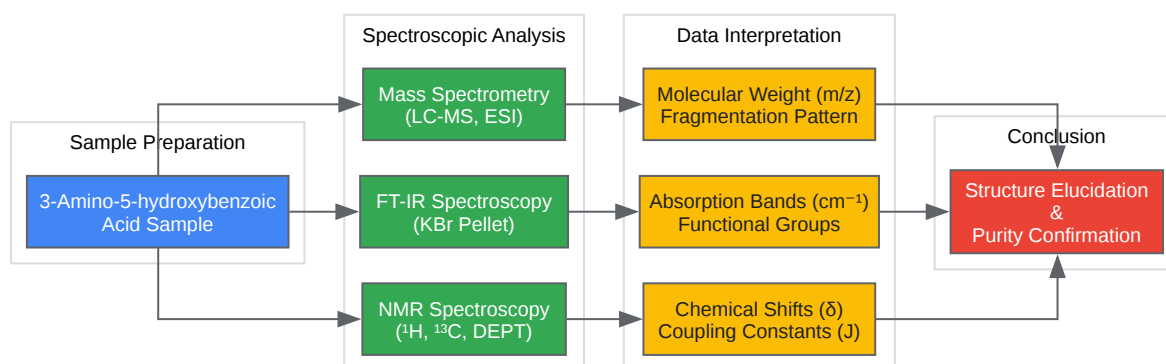 Sample Preparation
3-Amino-5-hydroxybenzoic
Acid Sample
Spectroscopic Analysis
Mass Spectrometry
(LC-MS, ESI)
FT-IR Spectroscopy
(KBr Pellet)
NMR Spectroscopy
(¹H, ¹³C, DEPT)
Data Interpretation
Molecular Weight (m/z)
Fragmentation Pattern
Absorption Bands (cm⁻¹)
Functional Groups
Chemical Shifts (δ)
Coupling Constants (J)
Conclusion
Structure Elucidation
&
Purity Confirmation